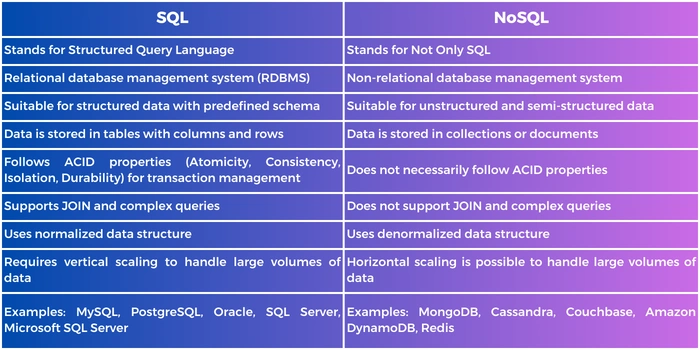 SQL
NoSQL
Stands for Structured Query Language
Stands for Not Only SQL
Relational database management system (RDBMS)
Non-relational database management system
Suitable for structured data with predefined schema
Suitable for unstructured and semi-structured data
Data is stored in tables with columns and rows
Data is stored in collections or documents
Follows ACID properties (Atomicity, Consistency,
Isolation, Durability) for transaction management
Does not necessarily follow ACID properties
Supports JOIN and complex queries
Does not support JOIN and complex queries
Uses normalized data structure
Uses denormalized data structure
Requires vertical scaling to handle large volumes of
data
Horizontal scaling is possible to handle large volumes of
data
Examples: MySQL, PostgreSQL, Oracle, SQL Server,
Microsoft SQL Server
Examples: MongoDB, Cassandra, Couchbase, Amazon
DynamoDB, Redis